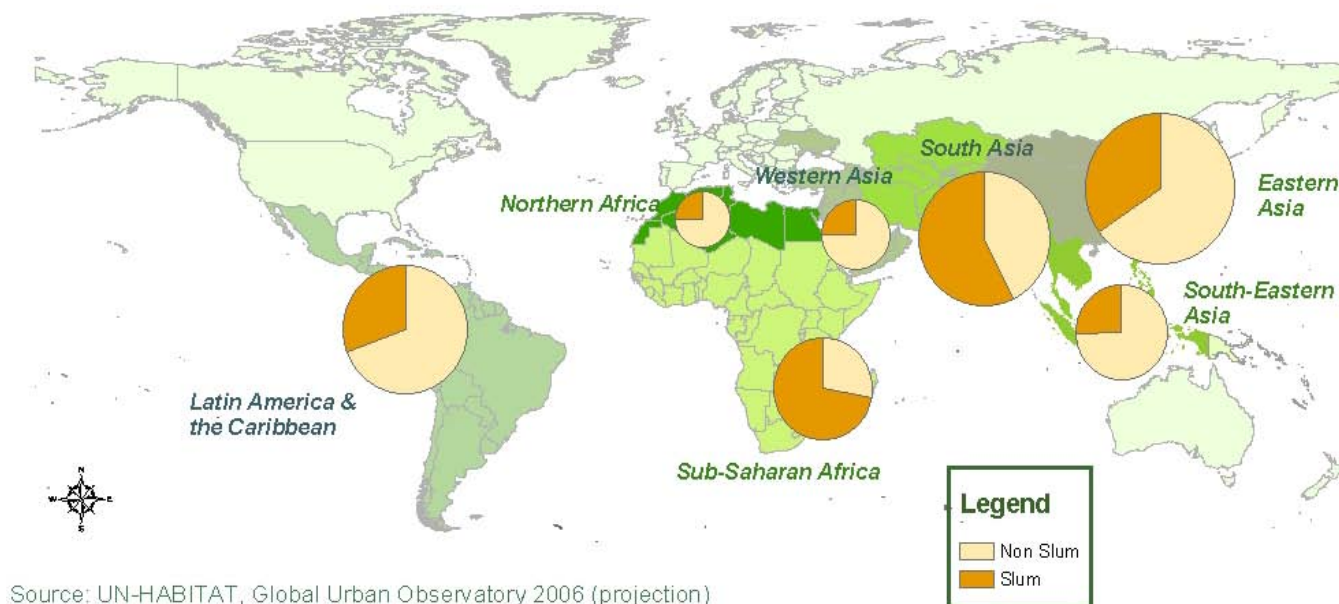 South Asia
Western Asia
Northern Africa
Eastern
Asia
South-Eastern
Asia
Latin America &
the Caribbean
Sub-Saharan Africa
N
W E
S
Legend
Non Slum
Slum
Source: UN-HABITAT, Global Urban Observatory 2006 (projection)